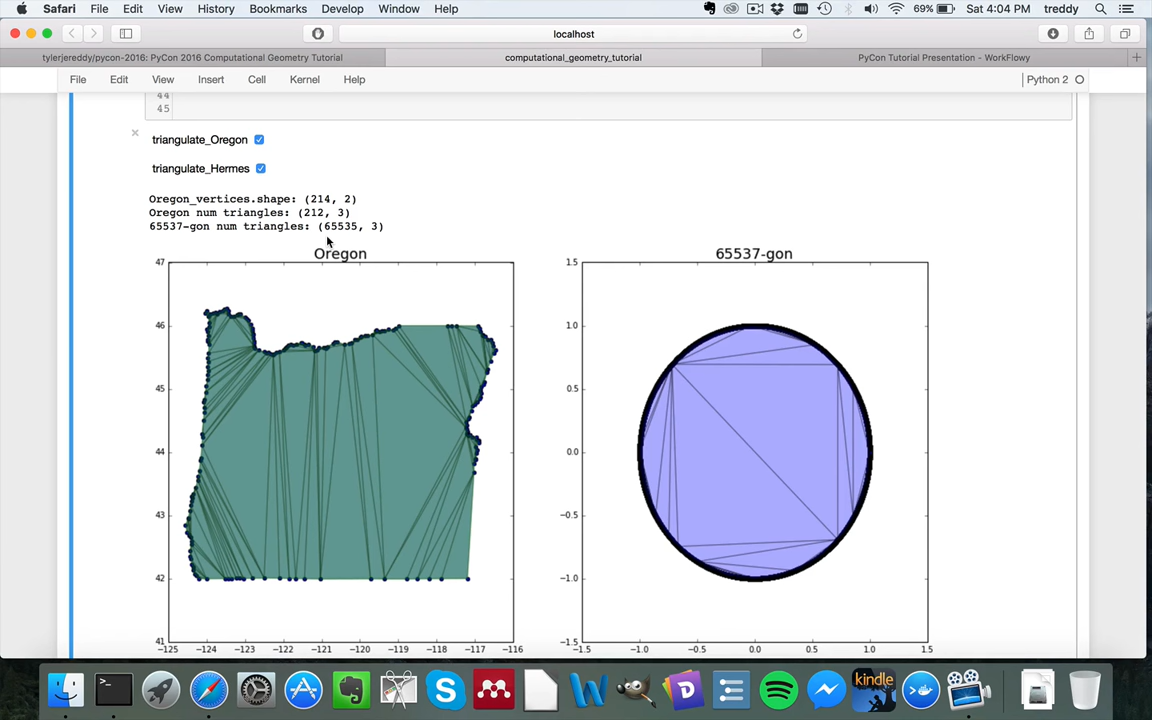 Safari File Edit View History Bookmarks Develop Window Help 69% Sat 4:04 PM treddy
localhost
tylerjereddy/pycon-2016: PyCon 2016 Computational Geometry Tutorial computational_geometry_tutorial PyCon Tutorial Presentation - WorkFlowy
File Edit View Insert Cell Kernel Help Python 2
44
45
triangulate_Oregon
triangulate_Hermes
Oregon_vertices.shape: (214, 2)
Oregon num triangles: (212, 3)
65537-gon num triangles: (65535, 3)
Oregon
47
46
45
44
43
42
41
−125 −124 −123 −122 −121 −120 −119 −118 −117 −116
65537-gon
1.5
1.0
0.5
0.0
−0.5
−1.0
−1.5
−1.5 −1.0 −0.5 0.0 0.5 1.0 1.5
>_
S
W
D
kindle